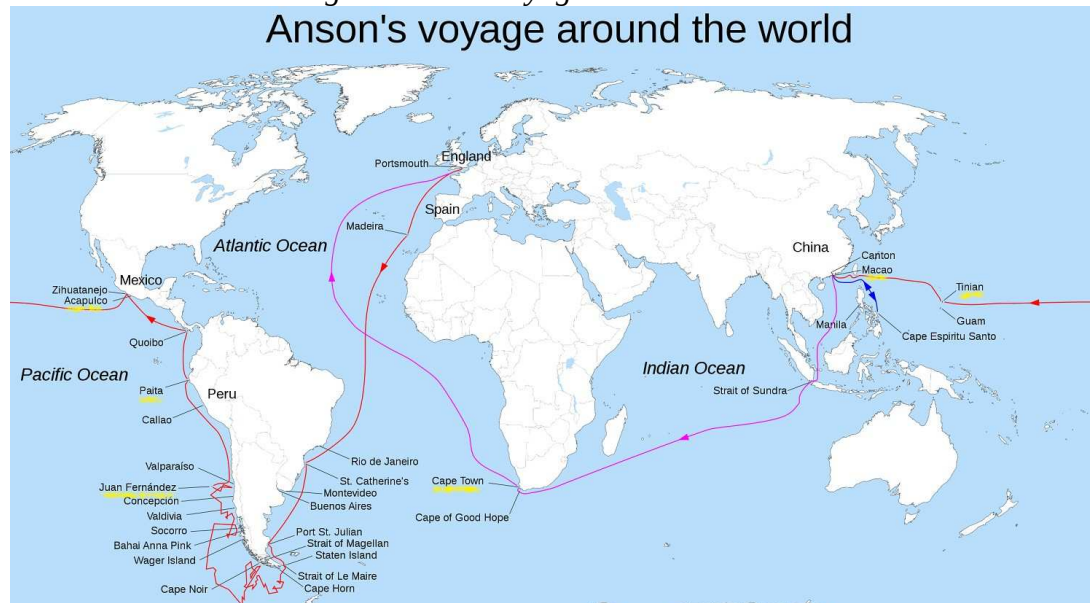 Anson's voyage around the world
Portsmouth
England
Spain
Madeira
Atlantic Ocean
China
Canton
Macao
Mexico
Zihuatanejo
Acapulco
Tinian
Guam
Manila
Cape Espiritu Santo
Quoibo
Pacific Ocean
Indian Ocean
Paita
Peru
Strait of Sundra
Callao
Rio de Janeiro
Valparaíso
St. Catherine's
Juan Fernández
Cape Town
Montevideo
Concepción
Buenos Aires
Valdivia
Cape of Good Hope
Socorro
Port St. Julian
Bahai Anna Pink
Strait of Magellan
Wager Island
Staten Island
Strait of Le Maire
Cape Noir
Cape Horn